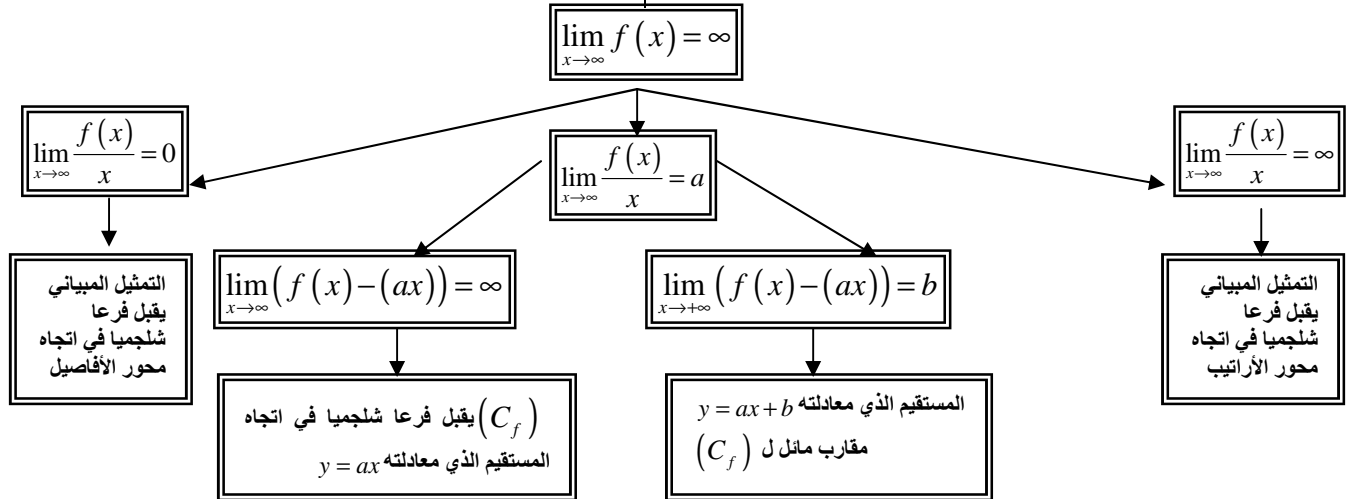 lim_{x→∞} f(x) = ∞
lim_{x→∞} f(x)/x = 0
lim_{x→∞} f(x)/x = a
lim_{x→∞} f(x)/x = ∞
التمثيل المبياني
يقبل فرعا
شلجميا في اتجاه
محور الأفاصيل
lim_{x→∞} (f(x)-(ax)) = ∞
lim_{x→+∞} (f(x)-(ax)) = b
التمثيل المبياني
يقبل فرعا
شلجميا في اتجاه
محور الأراتيب
(C_f) يقبل فرعا شلجميا في اتجاه
المستقيم الذي معادلته y = ax
المستقيم الذي معادلته y = ax+b
مقارب مائل ل (C_f)